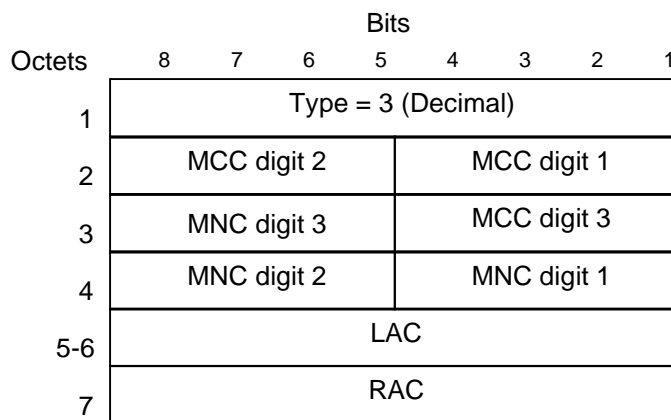 Bits
Octets 8 7 6 5 4 3 2 1
1 Type = 3 (Decimal)
2 MCC digit 2 MCC digit 1
3 MNC digit 3 MCC digit 3
4 MNC digit 2 MNC digit 1
5-6 LAC
7 RAC